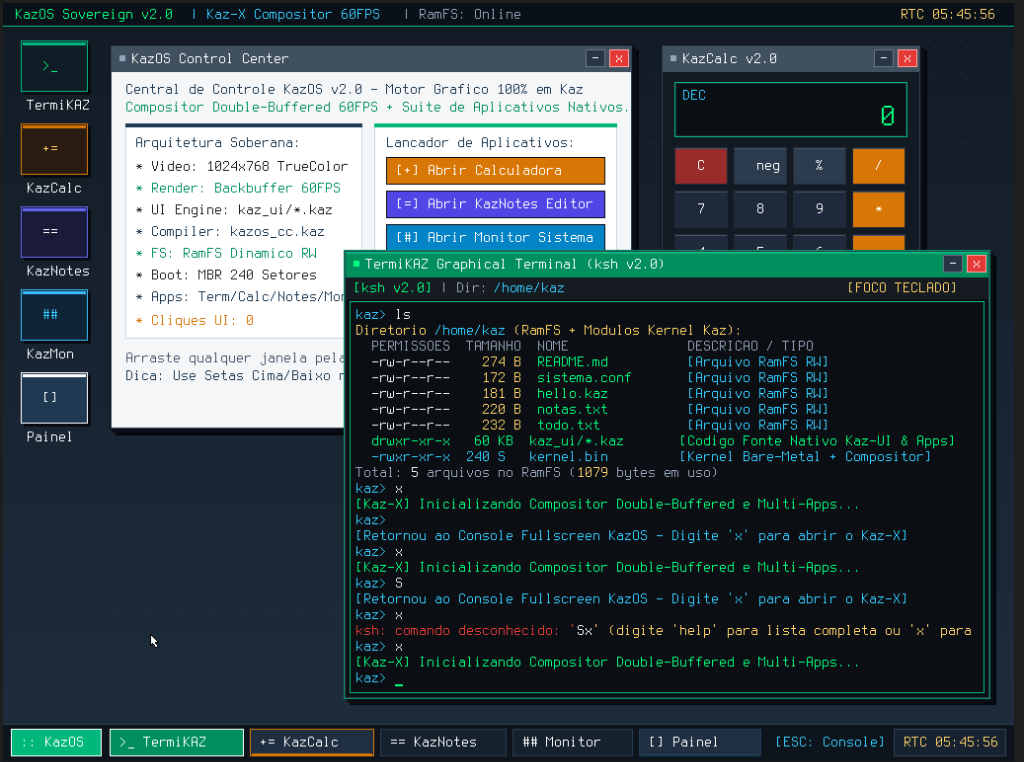 KazOS Sovereign v2.0 | Kaz-X Compositor 60FPS | RamFS: Online RTC 05:45:56
>_
TermiKAZ
+=
KazCalc
==
KazNotes
##
KazMon
[]
Painel
KazOS Control Center
Central de Controle KazOS v2.0 - Motor Grafico 100% em Kaz
Compositor Double-Buffered 60FPS + Suite de Aplicativos Nativos.
Arquitetura Soberana:
* Video: 1024x768 TrueColor
* Render: Backbuffer 60FPS
* UI Engine: kaz_ui/*.kaz
* Compiler: kazos_cc.kaz
* FS: RamFS Dinamico RW
* Boot: MBR 240 Setores
* Apps: Term/Calc/Notes/Mon
* Cliques UI: 0
Lancador de Aplicativos:
[+] Abrir Calculadora
[=] Abrir KazNotes Editor
[#] Abrir Monitor Sistema
Arraste qualquer janela pela
Dica: Use Setas Cima/Baixo
KazCalc v2.0
DEC
0
C neg % /
7 8 9 *
TermiKAZ Graphical Terminal (ksh v2.0)
[ksh v2.0] | Dir: /home/kaz [FOCO TECLADO]
kaz> ls
Diretorio /home/kaz (RamFS + Modulos Kernel Kaz):
PERMISSOES TAMANHO NOME DESCRICAO / TIPO
-rw-r--r-- 274 B README.md [Arquivo RamFS RW]
-rw-r--r-- 172 B sistema.conf [Arquivo RamFS RW]
-rw-r--r-- 181 B hello.kaz [Arquivo RamFS RW]
-rw-r--r-- 220 B notas.txt [Arquivo RamFS RW]
-rw-r--r-- 232 B todo.txt [Arquivo RamFS RW]
drwxr-xr-x 60 KB kaz_ui/*.kaz [Codigo Fonte Nativo Kaz-UI & Apps]
-rwxr-xr-x 240 S kernel.bin [Kernel Bare-Metal + Compositor]
Total: 5 arquivos no RamFS (1079 bytes em uso)
kaz> x
[Kaz-X] Inicializando Compositor Double-Buffered e Multi-Apps...
kaz>
[Retornou ao Console Fullscreen KazOS - Digite 'x' para abrir o Kaz-X]
kaz> x
[Kaz-X] Inicializando Compositor Double-Buffered e Multi-Apps...
kaz> S
[Retornou ao Console Fullscreen KazOS - Digite 'x' para abrir o Kaz-X]
kaz> x
ksh: comando desconhecido: 'Sx' (digite 'help' para lista completa ou 'x' para
kaz> x
[Kaz-X] Inicializando Compositor Double-Buffered e Multi-Apps...
kaz> _
:: KazOS >_ TermiKAZ += KazCalc == KazNotes ## Monitor [] Painel [ESC: Console] RTC 05:45:56